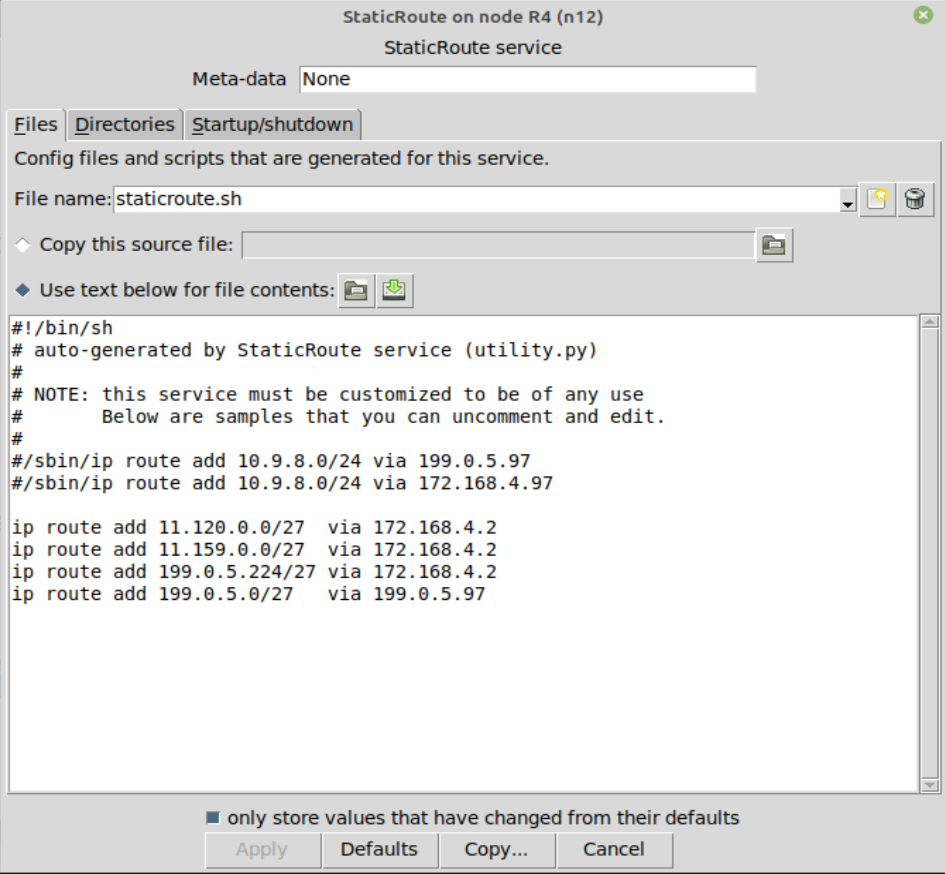 StaticRoute on node R4 (n12)
StaticRoute service
Meta-data None
Files Directories Startup/shutdown
Config files and scripts that are generated for this service.
File name: staticroute.sh
Copy this source file:
Use text below for file contents:
#!/bin/sh
# auto-generated by StaticRoute service (utility.py)
#
# NOTE: this service must be customized to be of any use
#       Below are samples that you can uncomment and edit.
#
#/sbin/ip route add 10.9.8.0/24 via 199.0.5.97
#/sbin/ip route add 10.9.8.0/24 via 172.168.4.97

ip route add 11.120.0.0/27  via 172.168.4.2
ip route add 11.159.0.0/27  via 172.168.4.2
ip route add 199.0.5.224/27 via 172.168.4.2
ip route add 199.0.5.0/27   via 199.0.5.97
only store values that have changed from their defaults
Apply Defaults Copy... Cancel